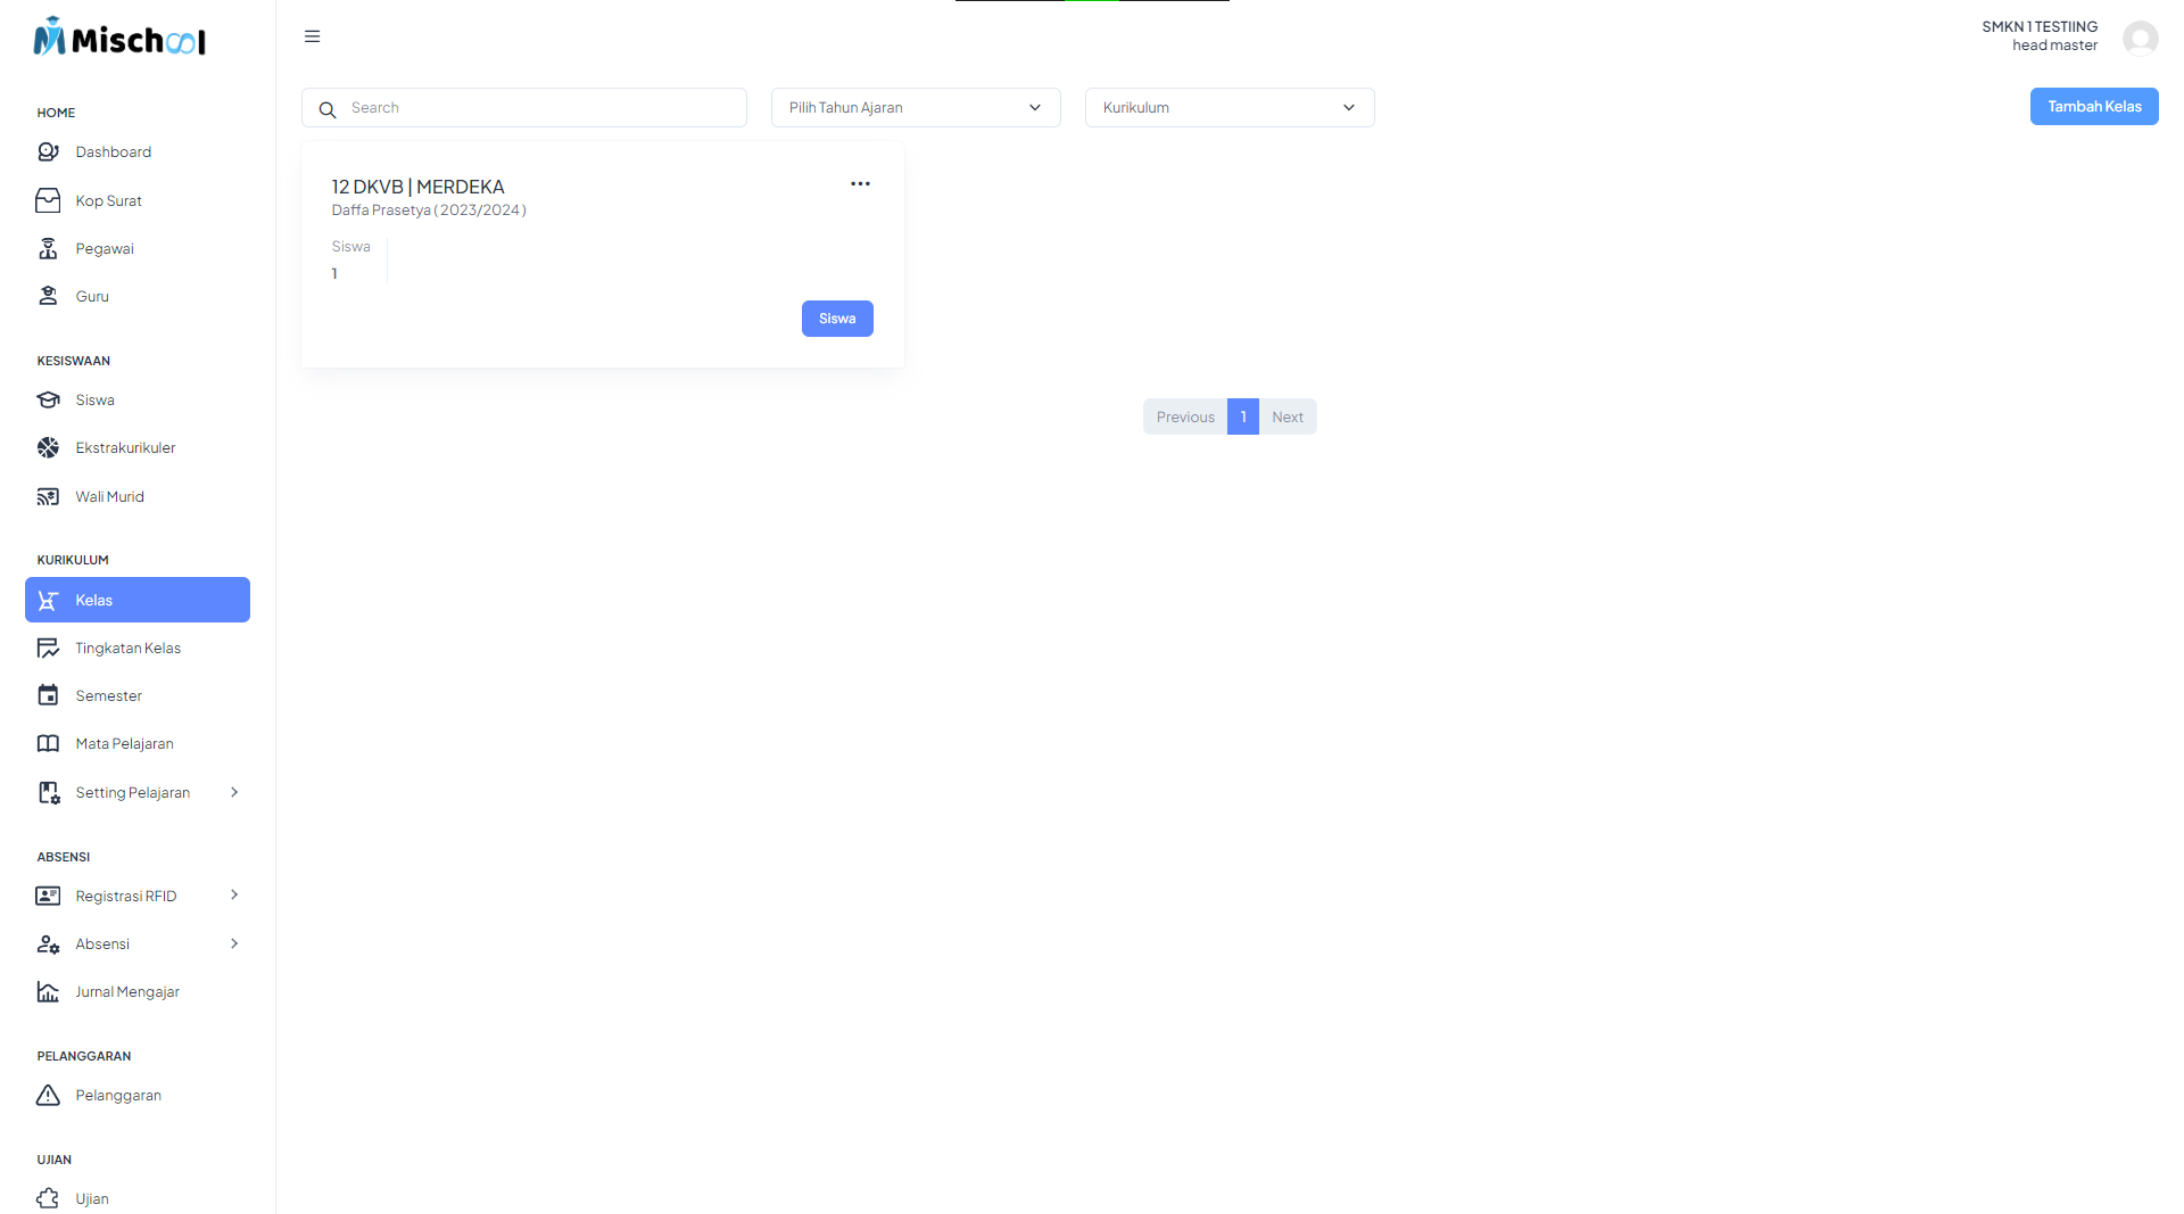 Mischool
SMKN 1 TESTIING
head master
Search
Pilih Tahun Ajaran
Kurikulum
Tambah Kelas
HOME
Dashboard
Kop Surat
Pegawai
Guru
KESISWAAN
Siswa
Ekstrakurikuler
Wali Murid
KURIKULUM
Kelas
Tingkatan Kelas
Semester
Mata Pelajaran
Setting Pelajaran
ABSENSI
Registrasi RFID
Absensi
Jurnal Mengajar
PELANGGARAN
Pelanggaran
UJIAN
Ujian
12 DKVB | MERDEKA
Daffa Prasetya ( 2023/2024 )
Siswa
1
Siswa
Previous 1 Next